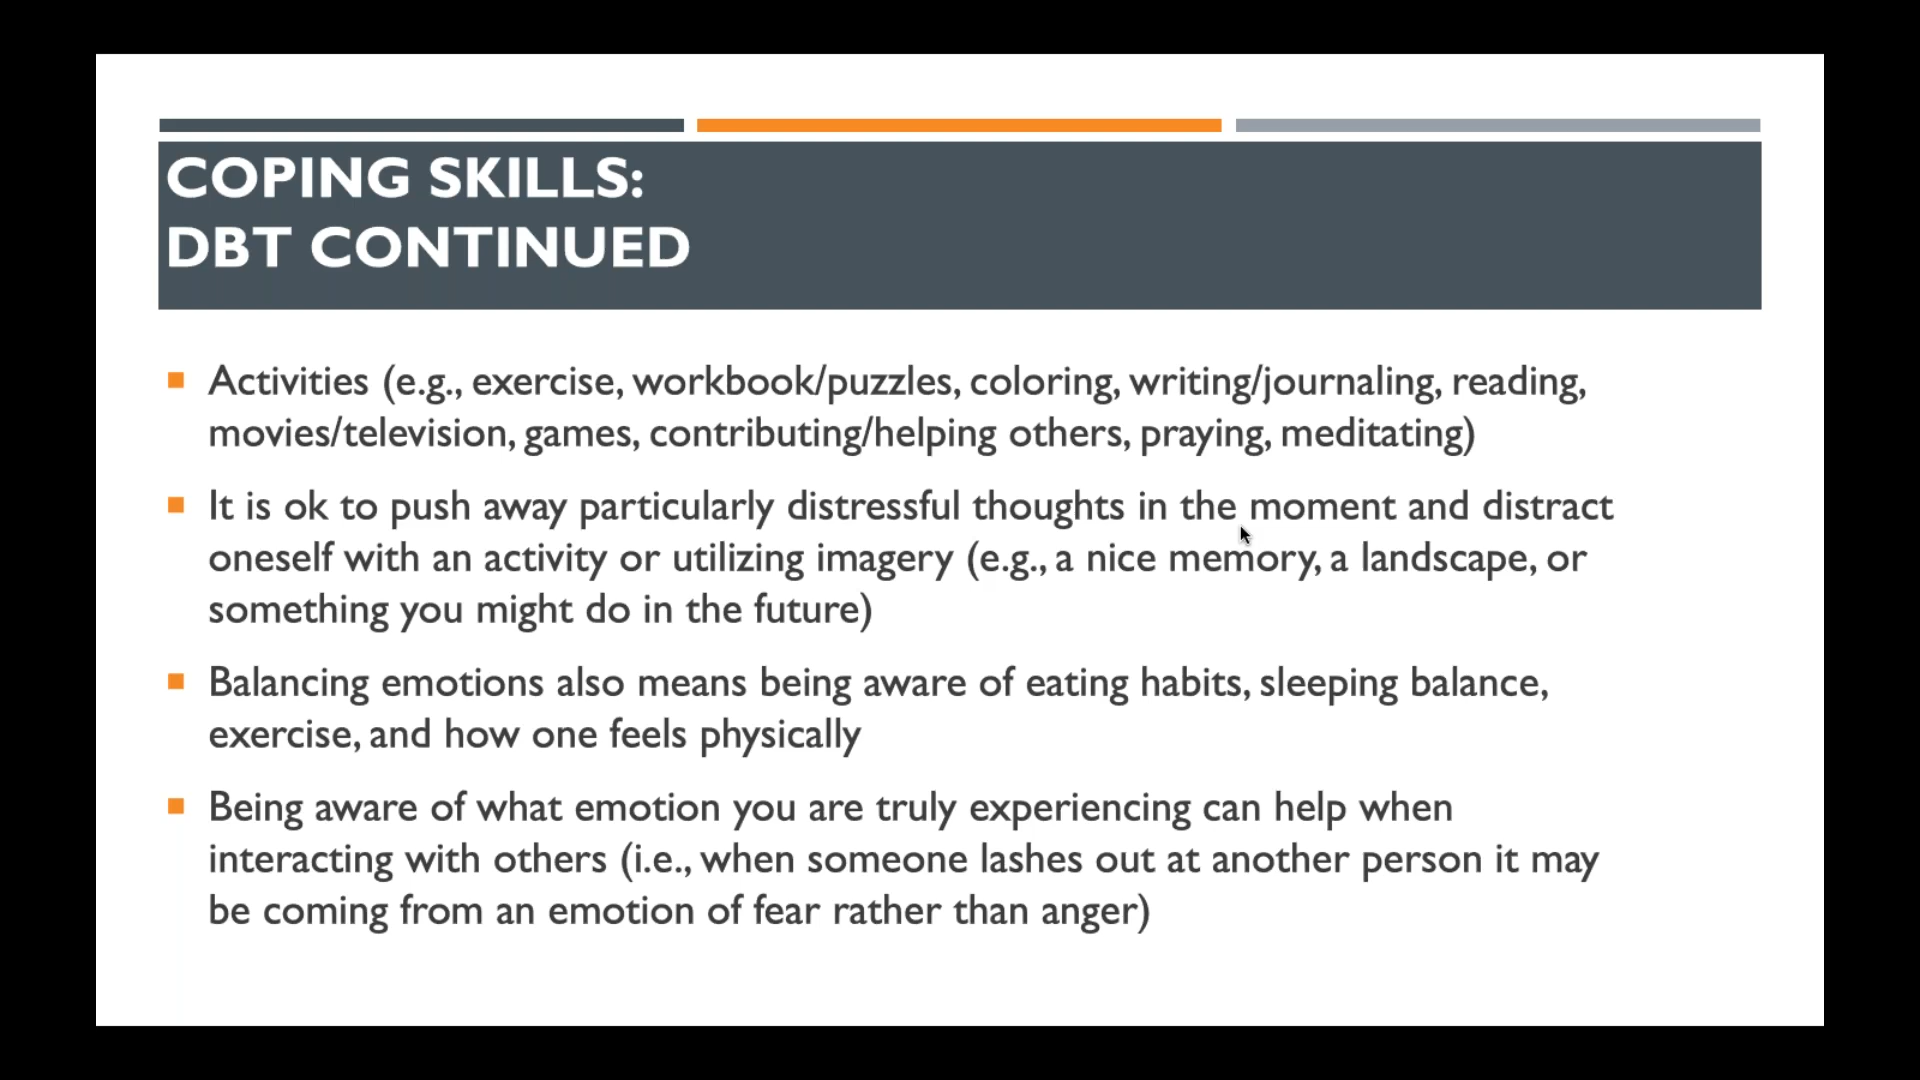 COPING SKILLS:
DBT CONTINUED
Activities (e.g., exercise, workbook/puzzles, coloring, writing/journaling, reading,
movies/television, games, contributing/helping others, praying, meditating)
It is ok to push away particularly distressful thoughts in the moment and distract
oneself with an activity or utilizing imagery (e.g., a nice memory, a landscape, or
something you might do in the future)
Balancing emotions also means being aware of eating habits, sleeping balance,
exercise, and how one feels physically
Being aware of what emotion you are truly experiencing can help when
interacting with others (i.e., when someone lashes out at another person it may
be coming from an emotion of fear rather than anger)